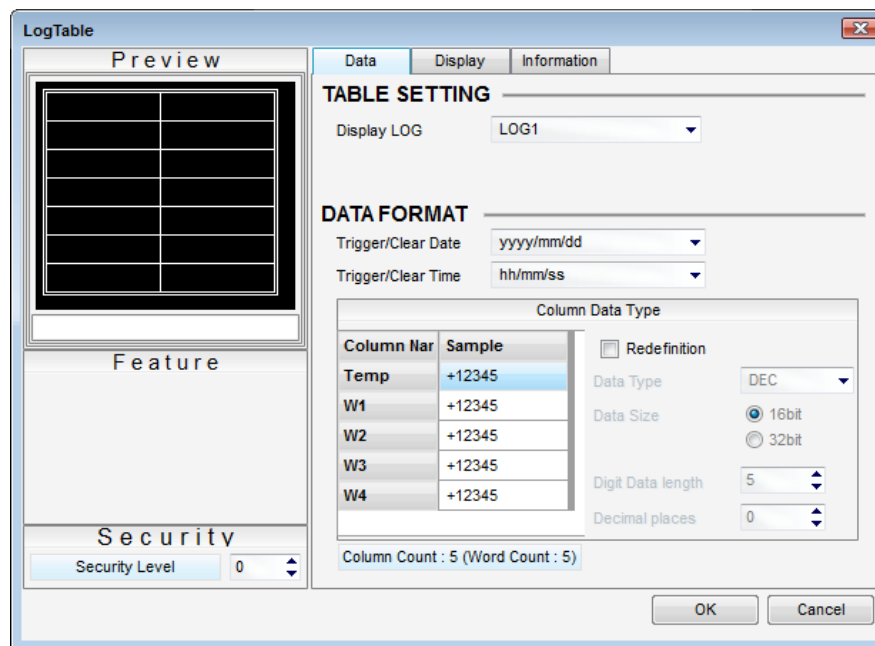 LogTable
Preview
Feature
Security
Security Level 0
Data Display Information
TABLE SETTING
Display LOG LOG1
DATA FORMAT
Trigger/Clear Date yyyy/mm/dd
Trigger/Clear Time hh/mm/ss
Column Data Type
Column Nar Sample
Temp +12345
W1 +12345
W2 +12345
W3 +12345
W4 +12345
Redefinition
Data Type DEC
Data Size 16bit
32bit
Digit Data length 5
Decimal places 0
Column Count : 5 (Word Count : 5)
OK Cancel